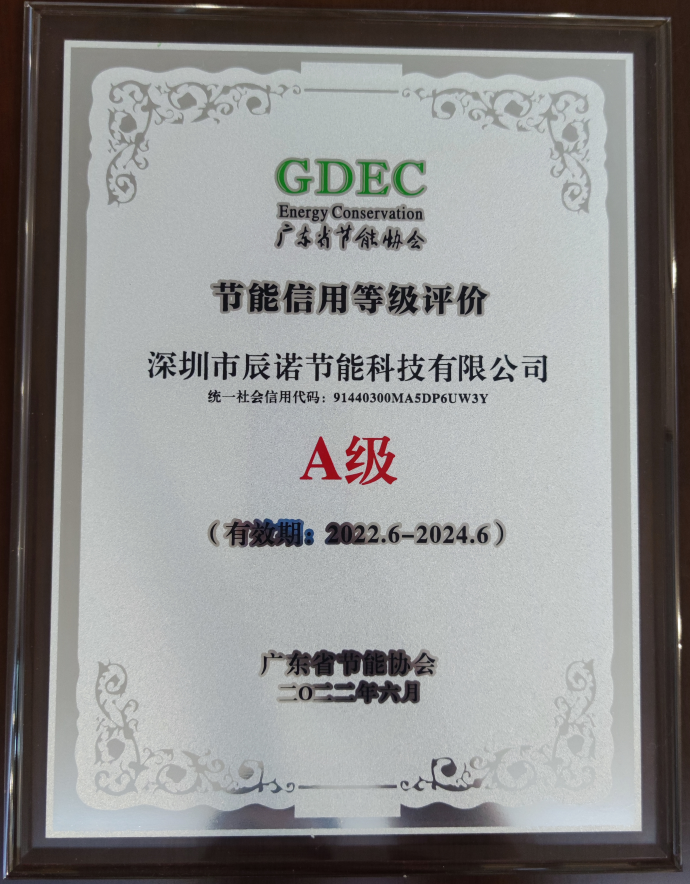 GDEC
Energy Conservation
广东省节能协会
节能信用等级评价
深圳市辰诺节能科技有限公司
统一社会信用代码：91440300MA5DP6UW3Y
A级
（有效期：2022.6-2024.6）
广东省节能协会
二〇二二年六月